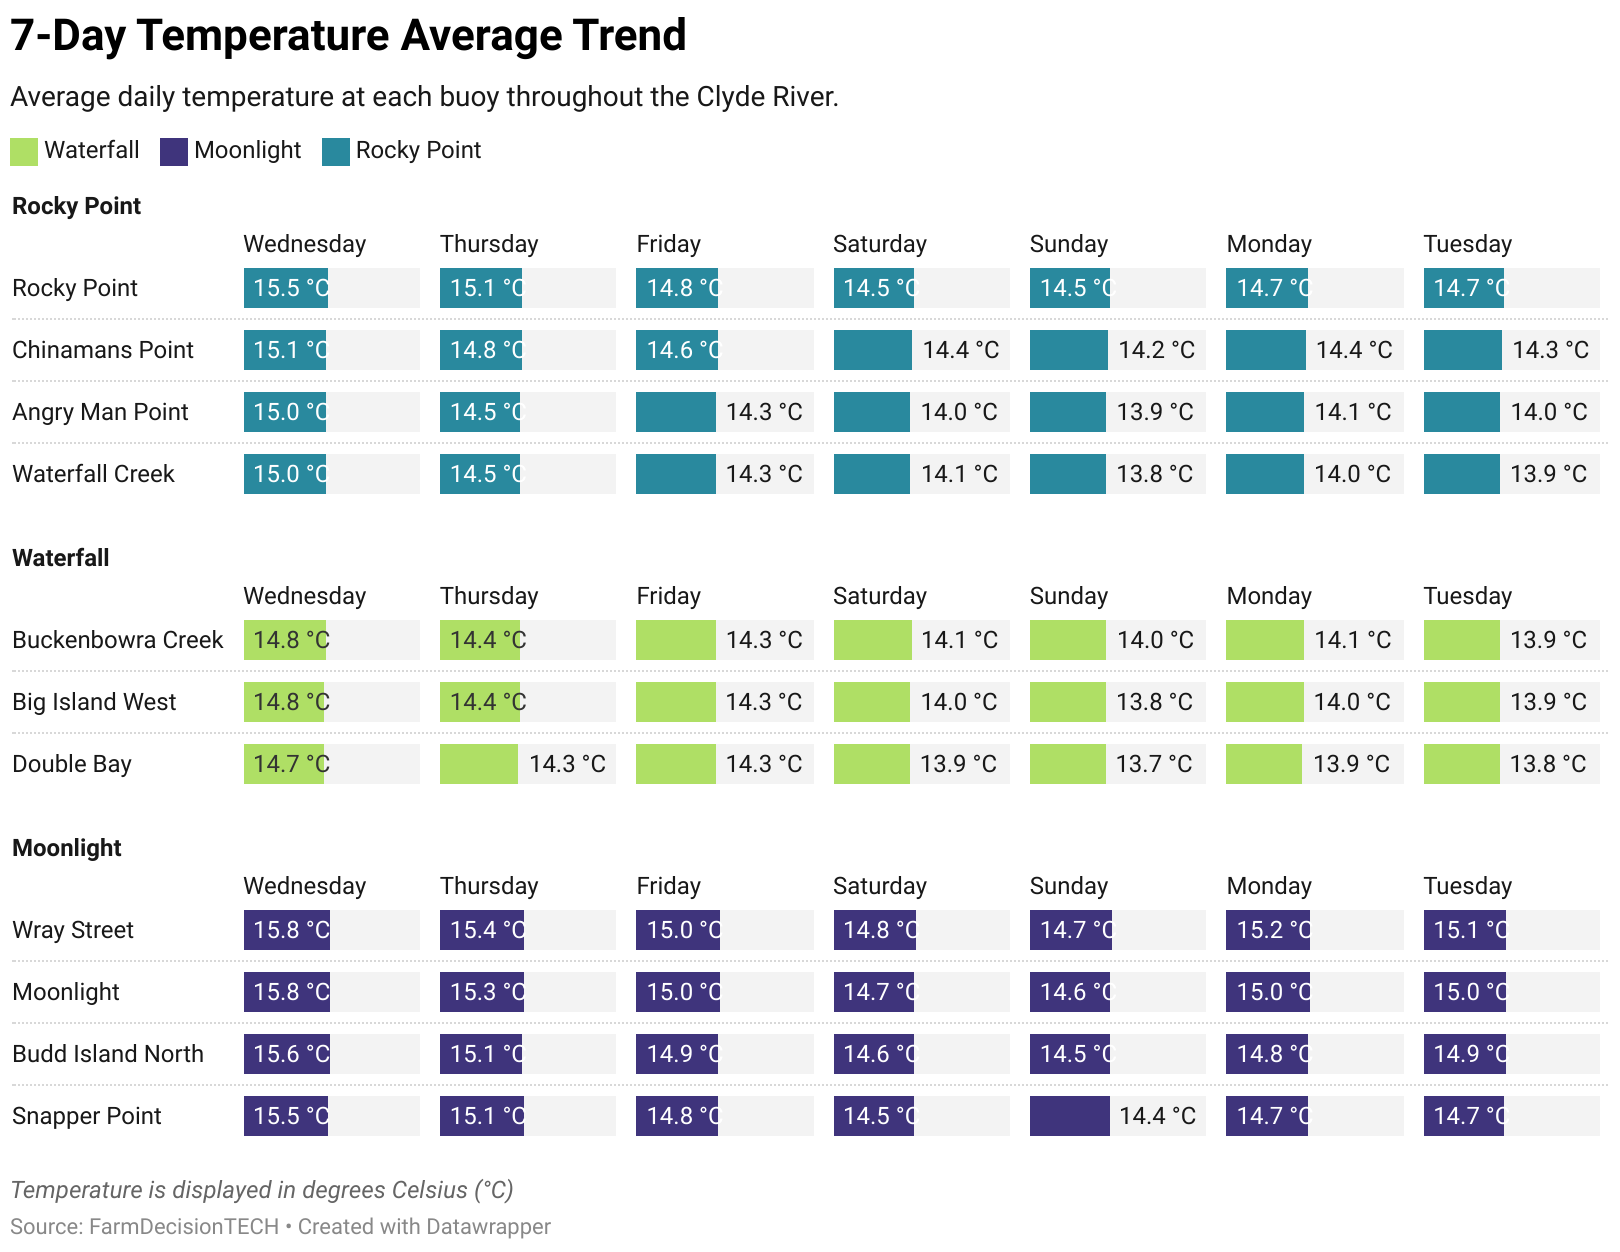 7-Day Temperature Average Trend
Average daily temperature at each buoy throughout the Clyde River.
Waterfall Moonlight Rocky Point
Rocky Point
Wednesday Thursday Friday Saturday Sunday Monday Tuesday
Rocky Point 15.5 °C 15.1 °C 14.8 °C 14.5 °C 14.5 °C 14.7 °C 14.7 °C
Chinamans Point 15.1 °C 14.8 °C 14.6 °C 14.4 °C 14.2 °C 14.4 °C 14.3 °C
Angry Man Point 15.0 °C 14.5 °C 14.3 °C 14.0 °C 13.9 °C 14.1 °C 14.0 °C
Waterfall Creek 15.0 °C 14.5 °C 14.3 °C 14.1 °C 13.8 °C 14.0 °C 13.9 °C
Waterfall
Wednesday Thursday Friday Saturday Sunday Monday Tuesday
Buckenbowra Creek 14.8 °C 14.4 °C 14.3 °C 14.1 °C 14.0 °C 14.1 °C 13.9 °C
Big Island West 14.8 °C 14.4 °C 14.3 °C 14.0 °C 13.8 °C 14.0 °C 13.9 °C
Double Bay 14.7 °C 14.3 °C 14.3 °C 13.9 °C 13.7 °C 13.9 °C 13.8 °C
Moonlight
Wednesday Thursday Friday Saturday Sunday Monday Tuesday
Wray Street 15.8 °C 15.4 °C 15.0 °C 14.8 °C 14.7 °C 15.2 °C 15.1 °C
Moonlight 15.8 °C 15.3 °C 15.0 °C 14.7 °C 14.6 °C 15.0 °C 15.0 °C
Budd Island North 15.6 °C 15.1 °C 14.9 °C 14.6 °C 14.5 °C 14.8 °C 14.9 °C
Snapper Point 15.5 °C 15.1 °C 14.8 °C 14.5 °C 14.4 °C 14.7 °C 14.7 °C
Temperature is displayed in degrees Celsius (°C)
Source: FarmDecisionTECH • Created with Datawrapper